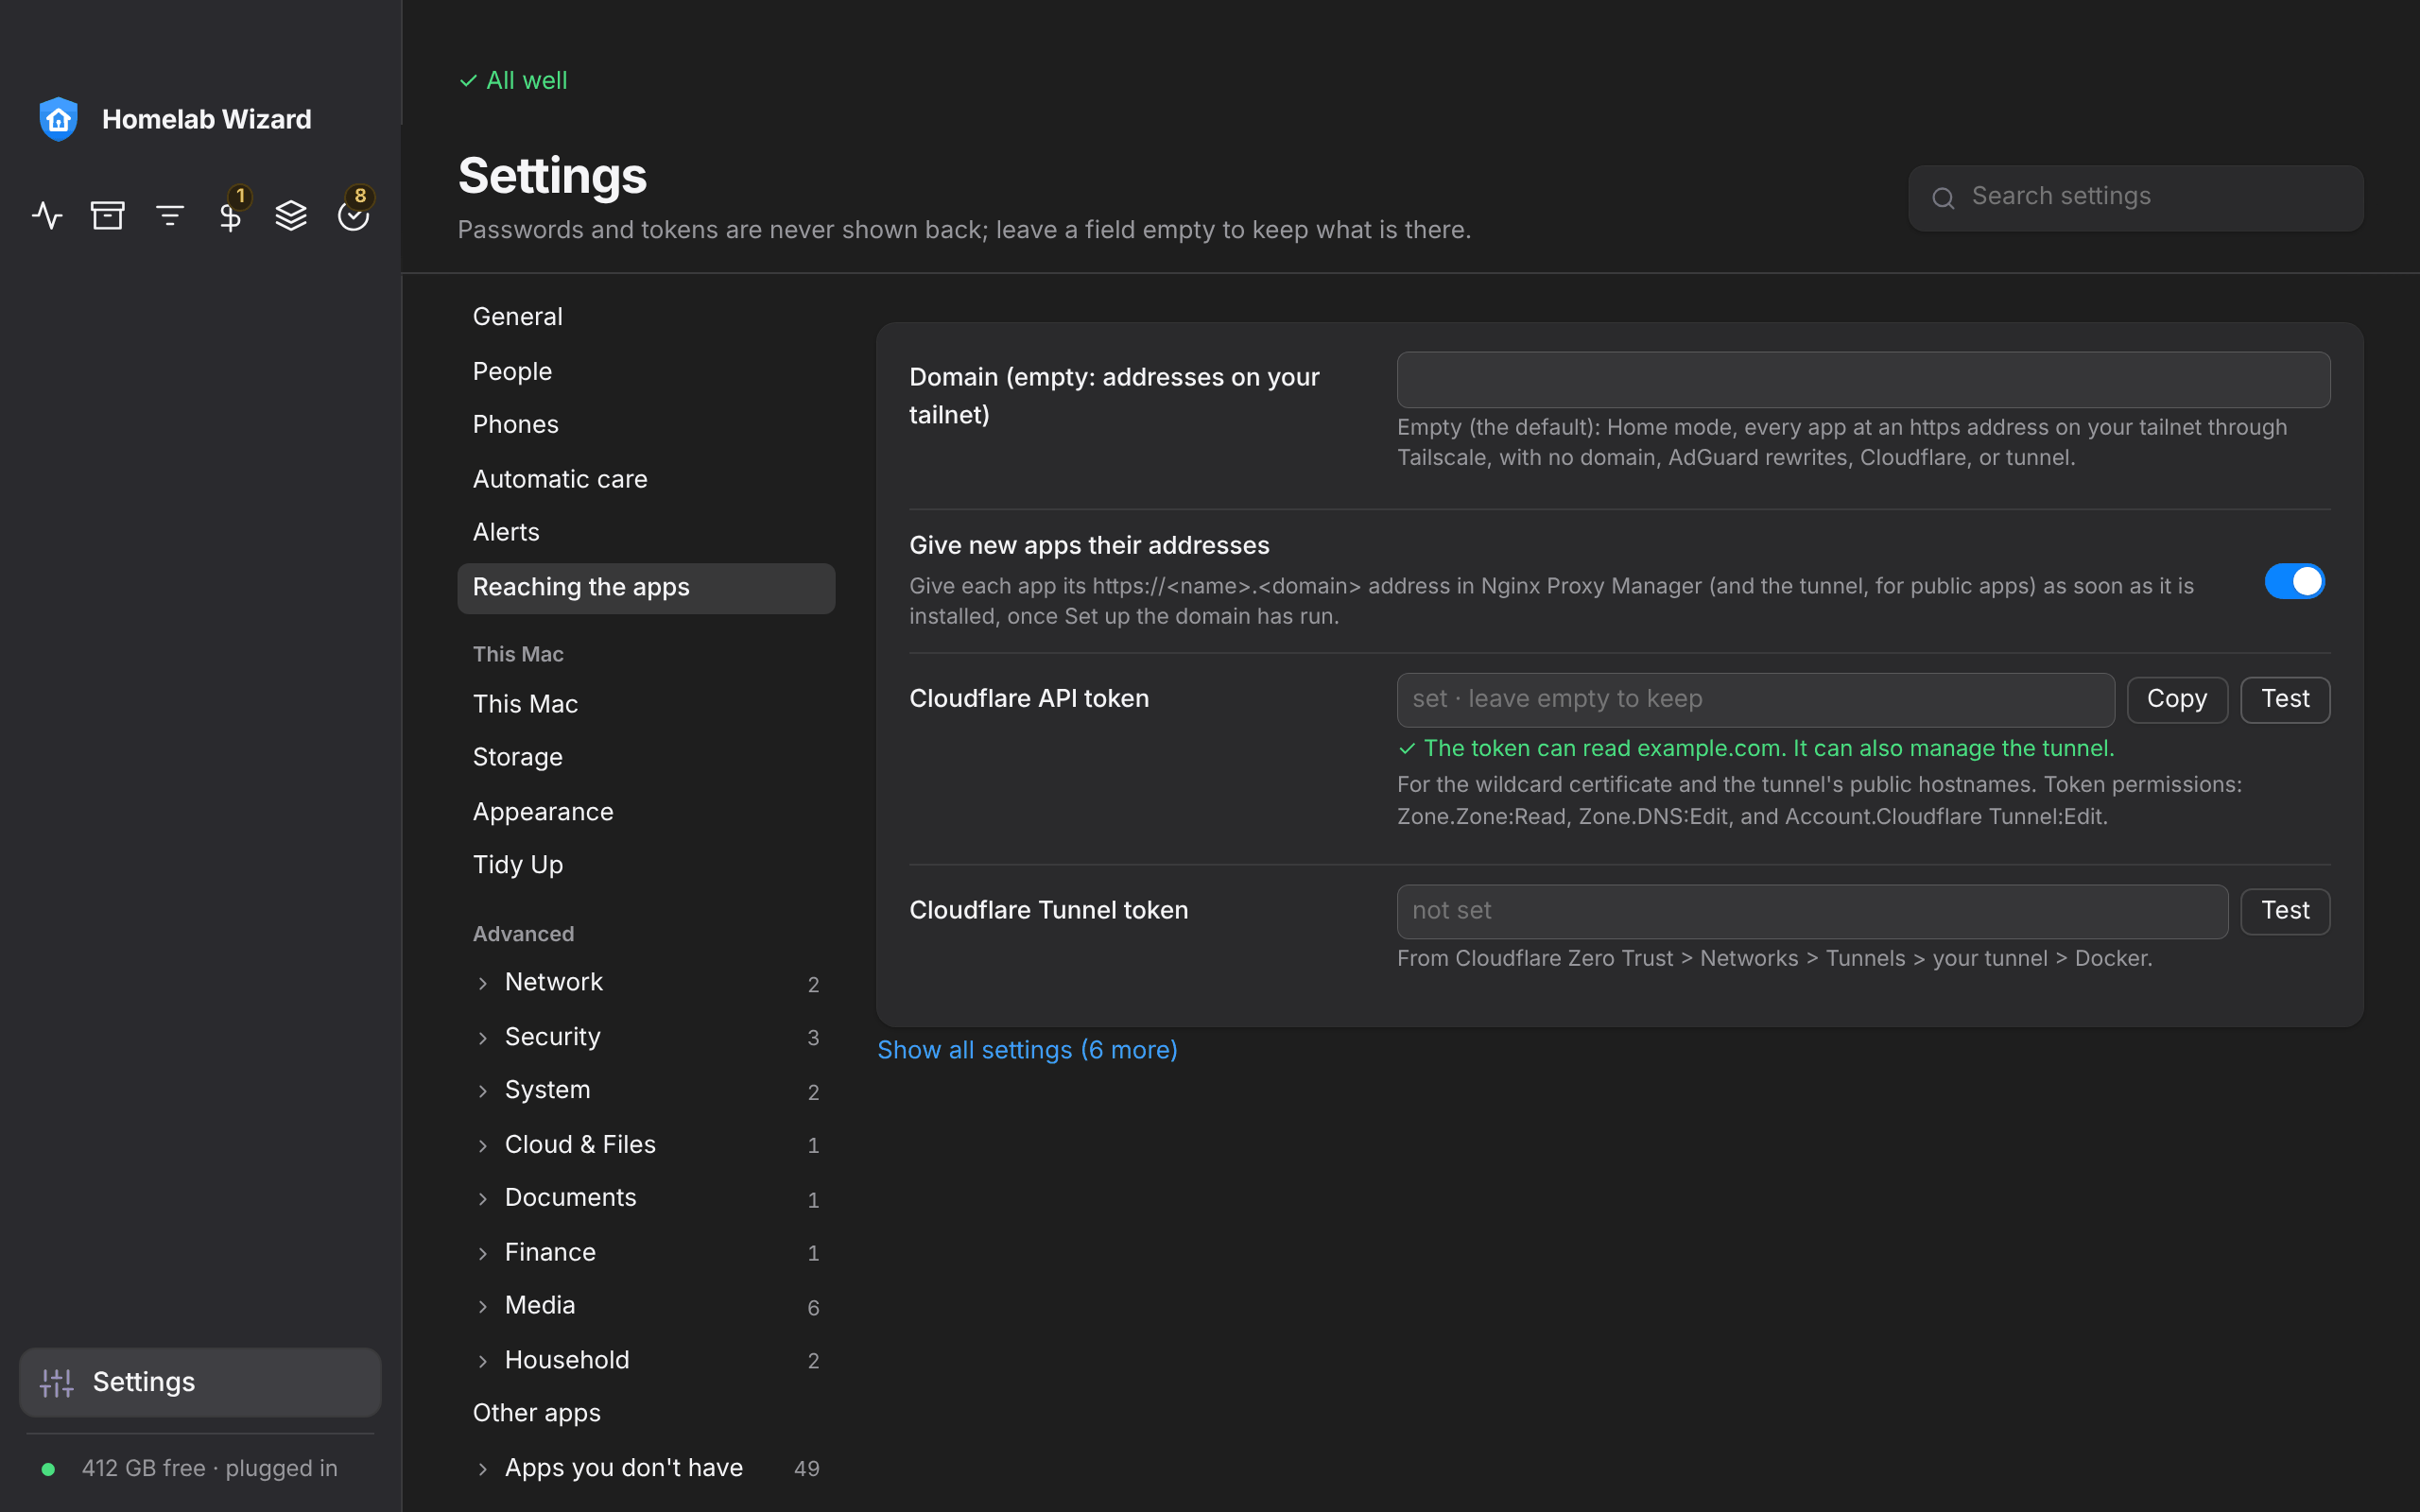 Homelab Wizard
1
8
Settings
412 GB free · plugged in
All well
Settings
Passwords and tokens are never shown back; leave a field empty to keep what is there.
Search settings
General
People
Phones
Automatic care
Alerts
Reaching the apps
This Mac
This Mac
Storage
Appearance
Tidy Up
Advanced
Network 2
Security 3
System 2
Cloud & Files 1
Documents 1
Finance 1
Media 6
Household 2
Other apps
Apps you don't have 49
Domain (empty: addresses on your
tailnet)
Empty (the default): Home mode, every app at an https address on your tailnet through
Tailscale, with no domain, AdGuard rewrites, Cloudflare, or tunnel.
Give new apps their addresses
Give each app its https://<name>.<domain> address in Nginx Proxy Manager (and the tunnel, for public apps) as soon as it is
installed, once Set up the domain has run.
Cloudflare API token
set · leave empty to keep
Copy
Test
The token can read example.com. It can also manage the tunnel.
For the wildcard certificate and the tunnel's public hostnames. Token permissions:
Zone.Zone:Read, Zone.DNS:Edit, and Account.Cloudflare Tunnel:Edit.
Cloudflare Tunnel token
not set
Test
From Cloudflare Zero Trust > Networks > Tunnels > your tunnel > Docker.
Show all settings (6 more)